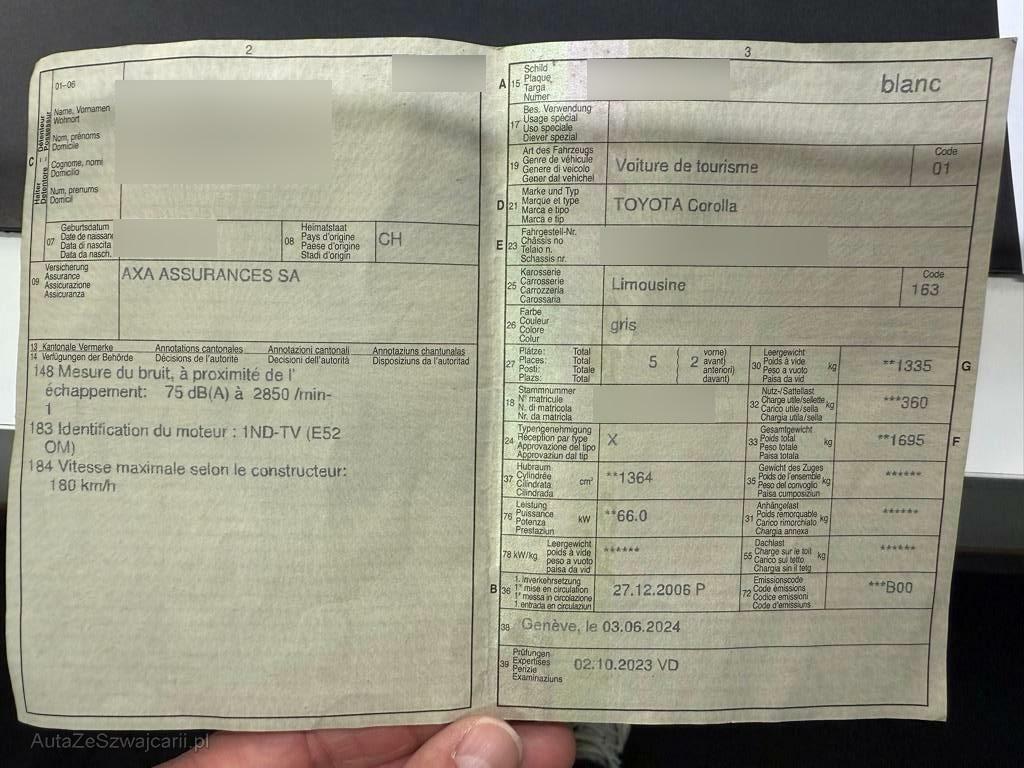 2
01–06
Name, Vornamen
Wohnort
Nom, prénoms
Domicile
Cognome, nomi
Domicilio
Num, prenums
Domicil
C
Halter – Détenteur
Detentore – Possessur
07
Geburtsdatum
Date de naissance
Data di nascita
Data da nasch.
08
Heimatstaat
Pays d'origine
Paese d'origine
Stadi d'origin
CH
09
Versicherung
Assurance
Assicurazione
Assicuranza
AXA ASSURANCES SA
13 Kantonale Vermerke Annotations cantonales Annotazioni cantonali Annotaziuns chantunalas
14 Verfügungen der Behörde Décisions de l'autorité Decisioni dell'autorità Disposiziuns da l'autoritad
148 Mesure du bruit, à proximité de l'
échappement: 75 dB(A) à 2850 /min-
1
183 Identification du moteur : 1ND-TV (E52
OM)
184 Vitesse maximale selon le constructeur:
180 km/h
3
A 15
Schild
Plaque
Targa
Numer
blanc
17
Bes. Verwendung
Usage spécial
Uso speciale
Diever spezial
19
Art des Fahrzeugs
Genre de véhicule
Genere di veicolo
Gener dal vehichel
Voiture de tourisme
Code
01
D 21
Marke und Typ
Marque et type
Marca e tipo
Marca e tip
TOYOTA Corolla
E 23
Fahrgestell-Nr.
Châssis no
Telaio n.
Schassis nr.
25
Karosserie
Carrosserie
Carrozzeria
Carossaria
Limousine
Code
163
26
Farbe
Couleur
Colore
Colur
gris
27
Plätze: Total
Places: Total
Posti: Totale
Plazs: Total
5 ( 2
vorne)
avant)
anteriori)
davant)
30
Leergewicht
Poids à vide
Peso a vuoto
Paisa da vid
kg
**1335
G
18
Stammnummer
N° matricule
N. di matricola
Nr. da matricla
32
Nutz-/Sattellast
Charge utile/sellette
Carico utile/sella
Chargia utila/sella
kg
***360
24
Typengenehmigung
Réception par type
Approvazione del tipo
Approvaziun dal tip
X
33
Gesamtgewicht
Poids total
Peso totale
Paisa totala
kg
**1695
F
37
Hubraum
Cylindrée
Cilindrata
Cilindrada
cm³
**1364
35
Gewicht des Zuges
Poids de l'ensemble
Peso del convoglio
Paisa cumposiziun
kg
******
76
Leistung
Puissance
Potenza
Prestaziun
kW
**66.0
31
Anhängelast
Poids remorquable
Carico rimorchiato
Chargia annexa
kg
******
78 kW/kg
Leergewicht
poids à vide
peso a vuoto
paisa da vid
******
55
Dachlast
Charge sur le toit
Carico sul tetto
Chargia sin il tetg
kg
******
B 36
1. Inverkehrsetzung
1re mise en circulation
1a messa in circolazione
1. entrada en circulaziun
27.12.2006 P
72
Emissionscode
Code émissions
Codice emissioni
Code d'emissiuns
***B00
38
Genève, le 03.06.2024
39
Prüfungen
Expertises
Perizie
Examinaziuns
02.10.2023 VD
AutaZeSzwajcarii.pl